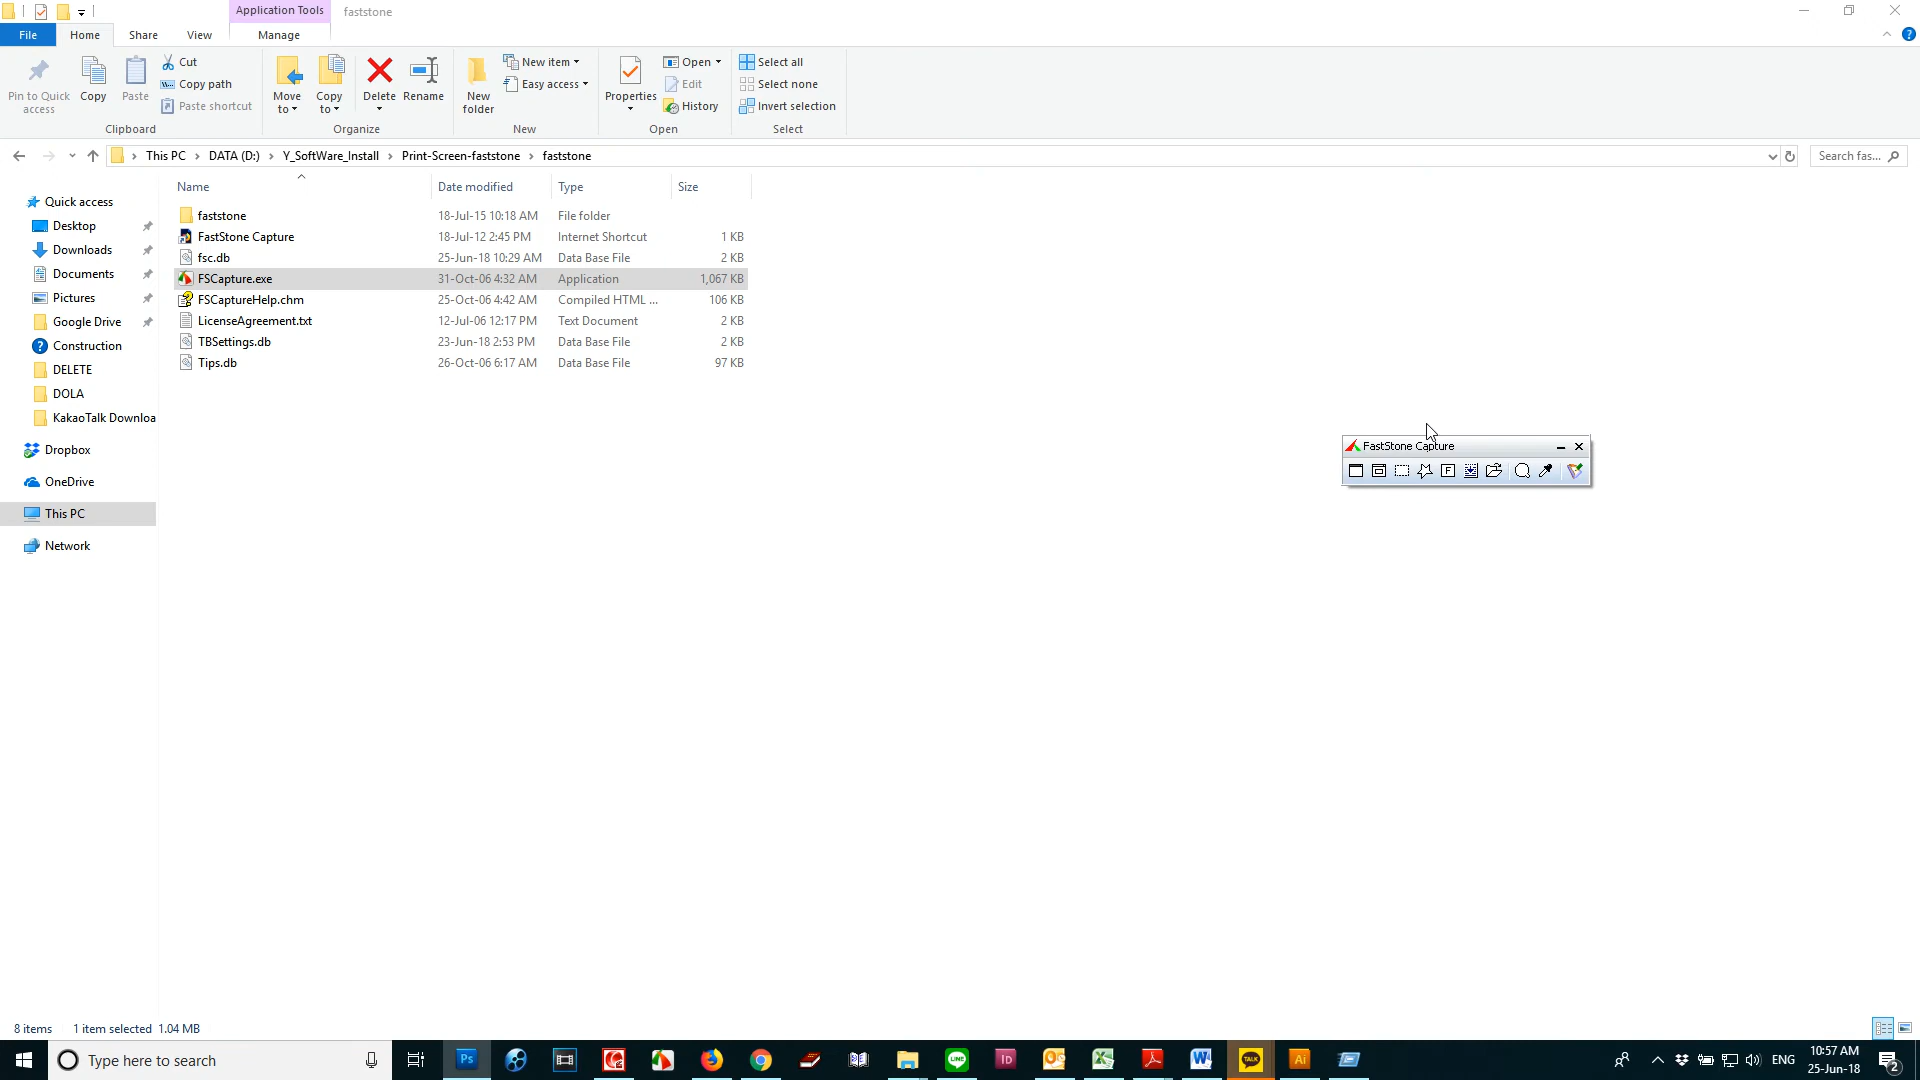 Application Tools
faststone
File
Home
Share
View
Manage
Pin to Quick
access
Copy
Paste
Cut
Copy path
Paste shortcut
Clipboard
Move
to
Copy
to
Delete
Rename
Organize
New
folder
New item
Easy access
New
Properties
Open
Edit
History
Open
Select all
Select none
Invert selection
Select
This PC
DATA (D:)
Y_SoftWare_Install
Print-Screen-faststone
faststone
Search fas...
Name
Date modified
Type
Size
Quick access
Desktop
Downloads
Documents
Pictures
Google Drive
Construction
DELETE
DOLA
KakaoTalk Downloa
Dropbox
OneDrive
This PC
Network
faststone 18-Jul-15 10:18 AM File folder
FastStone Capture 18-Jul-12 2:45 PM Internet Shortcut 1 KB
fsc.db 25-Jun-18 10:29 AM Data Base File 2 KB
FSCapture.exe 31-Oct-06 4:32 AM Application 1,067 KB
FSCaptureHelp.chm 25-Oct-06 4:42 AM Compiled HTML ... 106 KB
LicenseAgreement.txt 12-Jul-06 12:17 PM Text Document 2 KB
TBSettings.db 23-Jun-18 2:53 PM Data Base File 2 KB
Tips.db 26-Oct-06 6:17 AM Data Base File 97 KB
FastStone Capture
F
8 items 1 item selected 1.04 MB
Type here to search
Ps
LINE
Id
TALK
Ai
ENG
10:57 AM
25-Jun-18
2